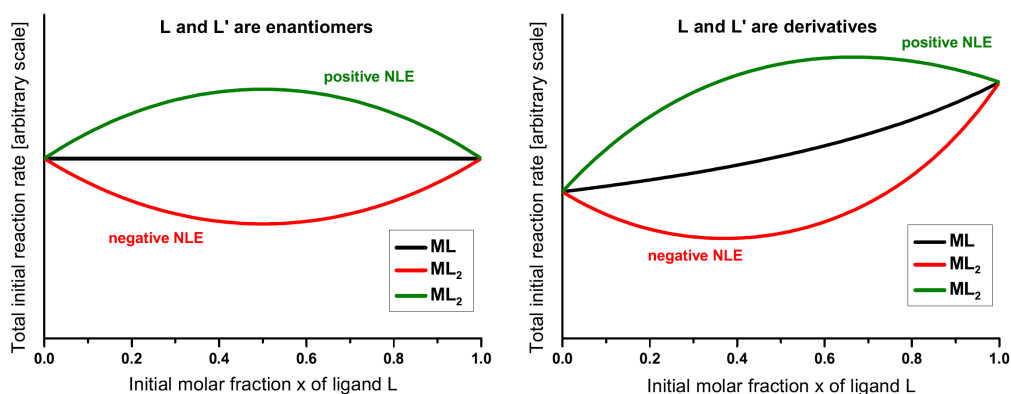 L and L' are enantiomers
Total initial reaction rate [arbitrary scale]
positive NLE
negative NLE
ML
ML2
ML2
0.0 0.2 0.4 0.6 0.8 1.0
Initial molar fraction x of ligand L
L and L' are derivatives
Total initial reaction rate [arbitrary scale]
positive NLE
negative NLE
ML
ML2
ML2
0.0 0.2 0.4 0.6 0.8 1.0
Initial molar fraction x of ligand L